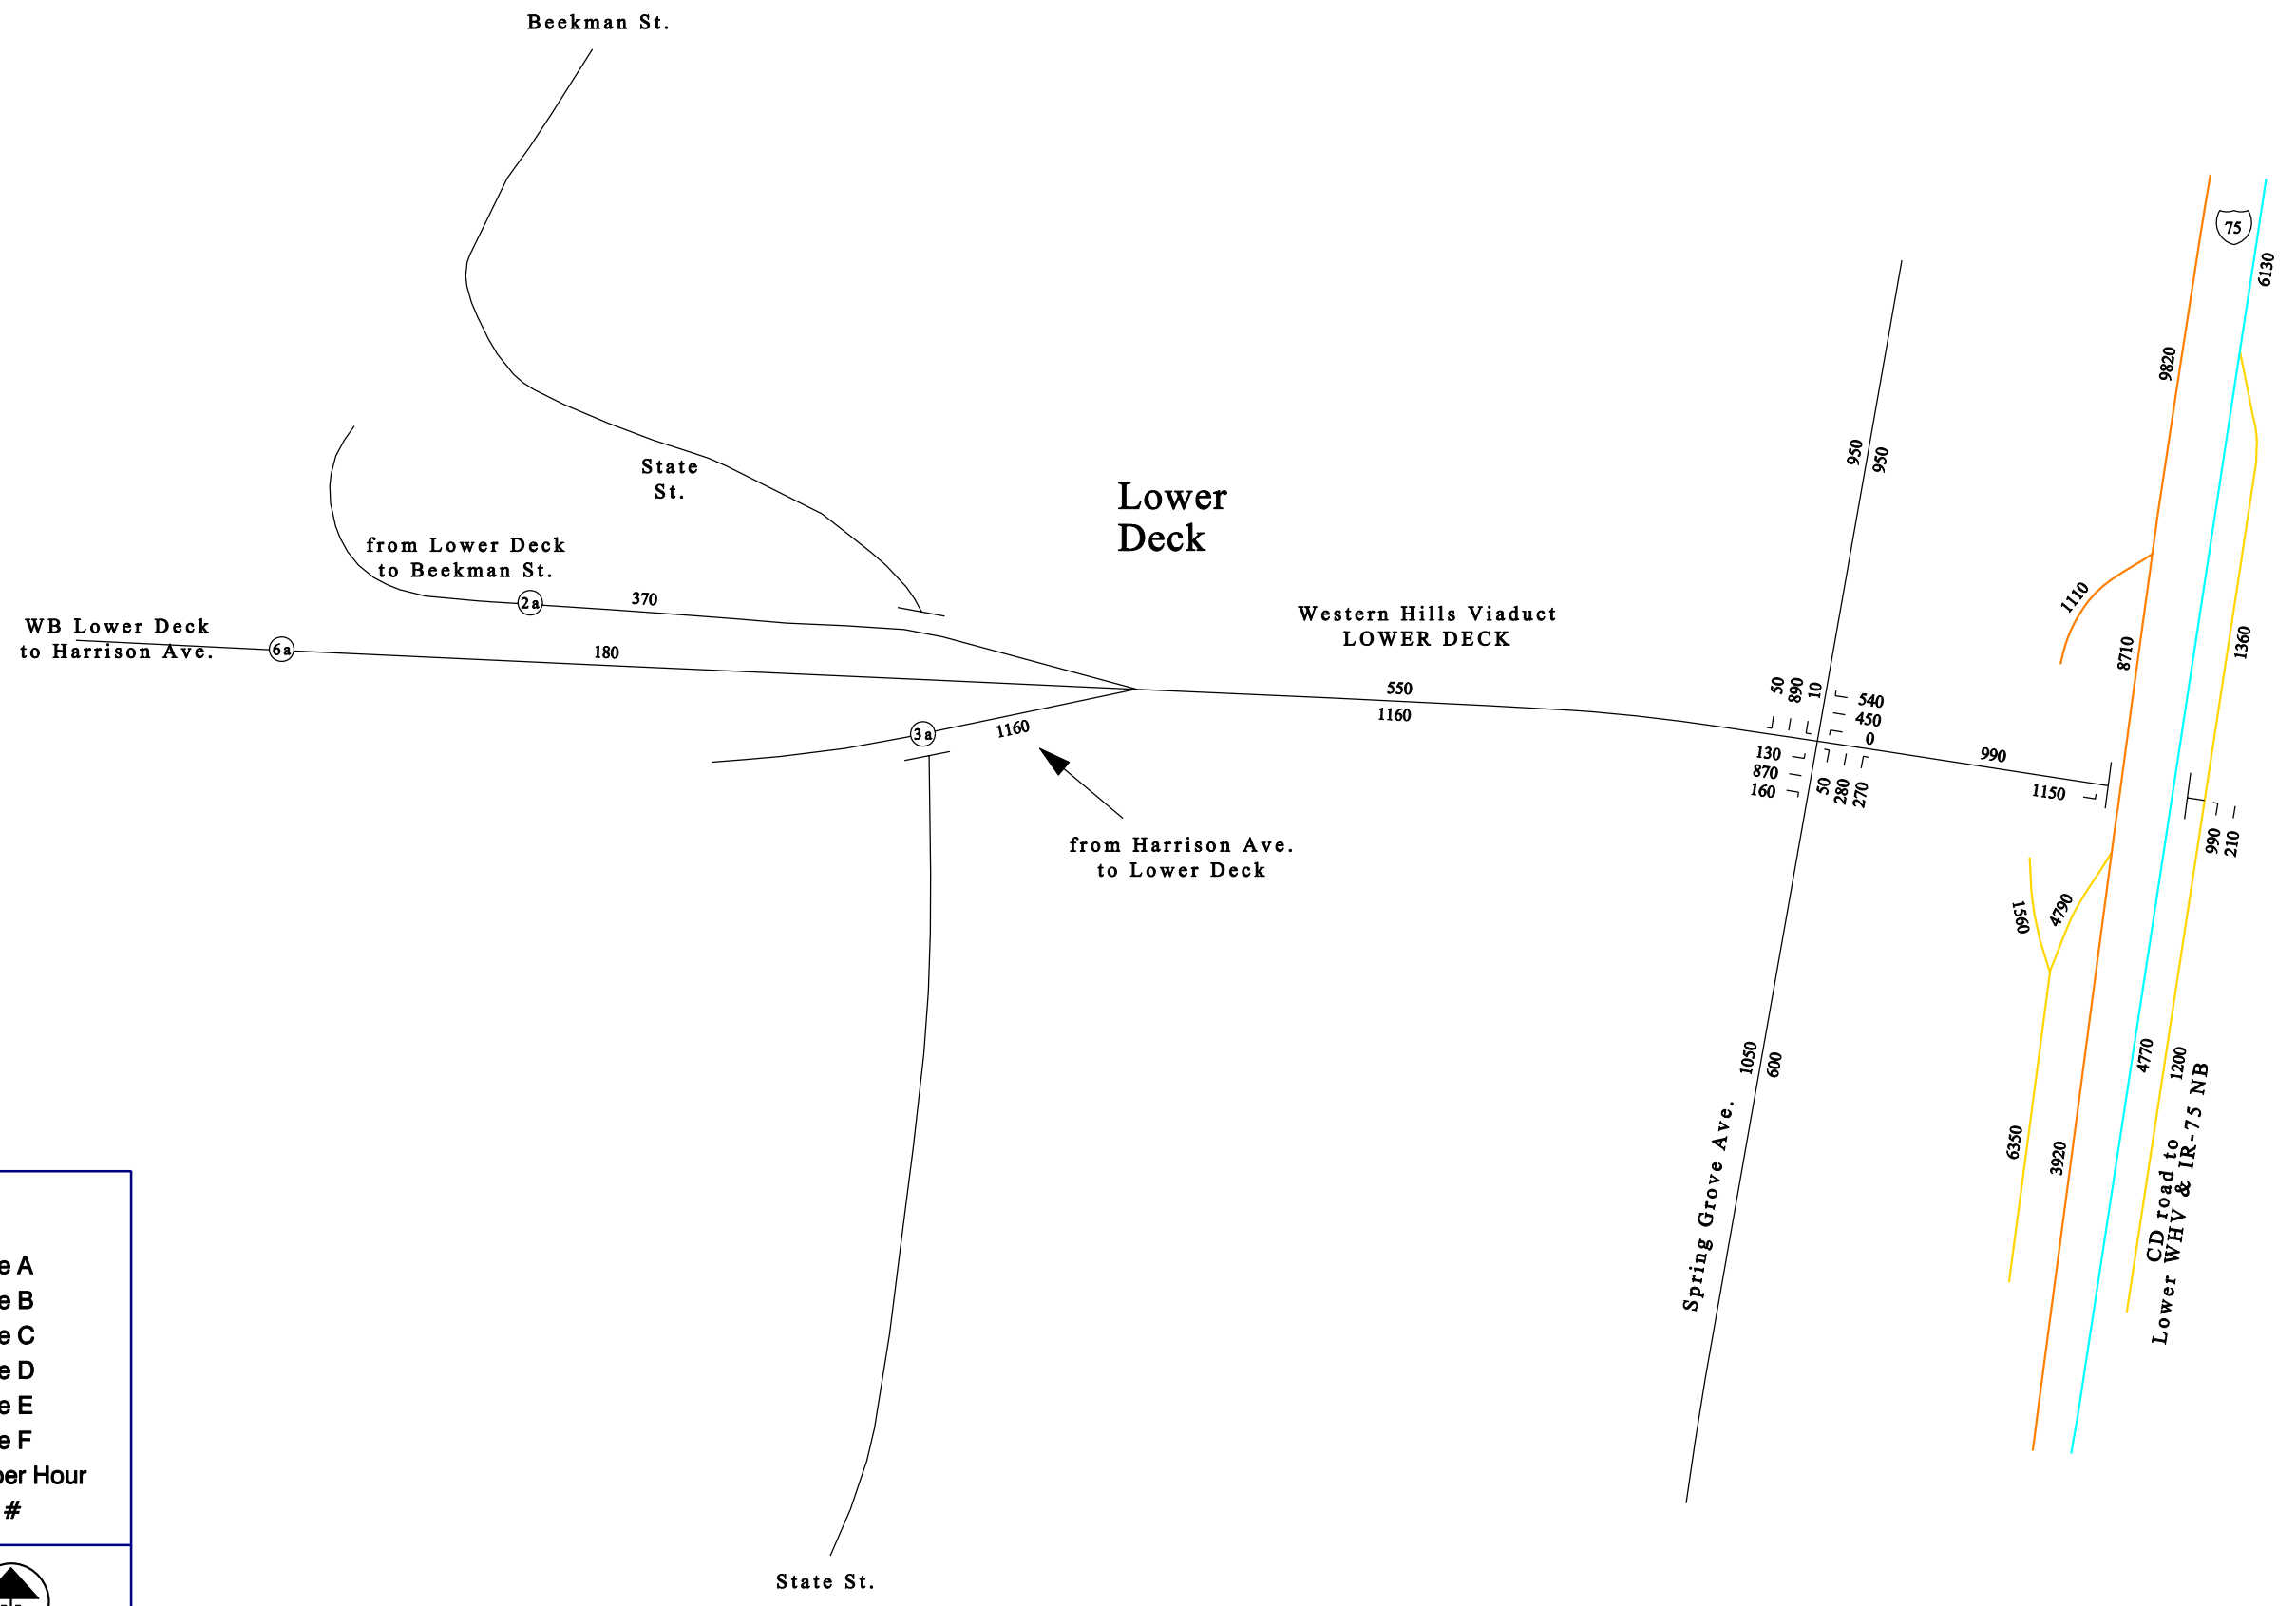 Beekman St.
75
6130
9820
950
950
State
St.
Lower
Deck
from Lower Deck
to Beekman St.
2a
370
1110
WB Lower Deck
to Harrison Ave.
6a
180
Western Hills Viaduct
LOWER DECK
8710
1360
550
1160
50
890
10
540
450
0
3a
1160
130
870
160
50
280
270
990
1150
990
210
from Harrison Ave.
to Lower Deck
1560
4790
1050
600
4770
1200
6350
3920
Spring Grove Ave.
CD road to
Lower WHV & IR-75 NB
e A
e B
e C
e D
e E
e F
per Hour
#
State St.